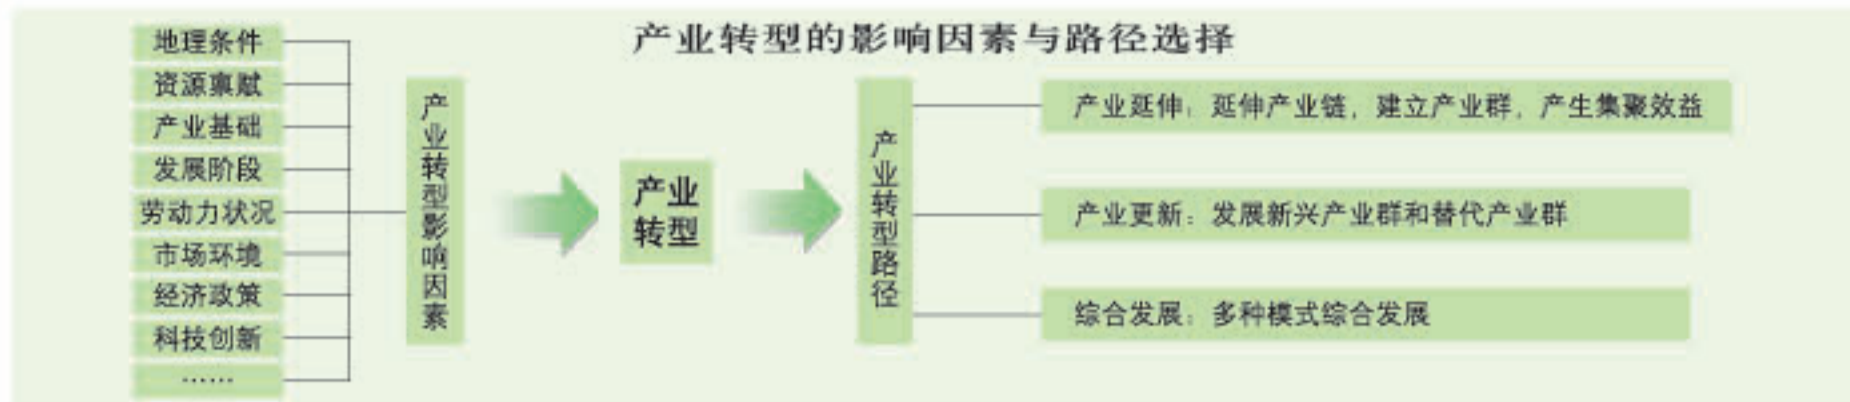 产业转型的影响因素与路径选择
地理条件
资源禀赋
产业基础
发展阶段
劳动力状况
市场环境
经济政策
科技创新
……
产业转型影响因素
产业
转型
产业转型路径
产业延伸：延伸产业链，建立产业群，产生集聚效益
产业更新：发展新兴产业群和替代产业群
综合发展：多种模式综合发展